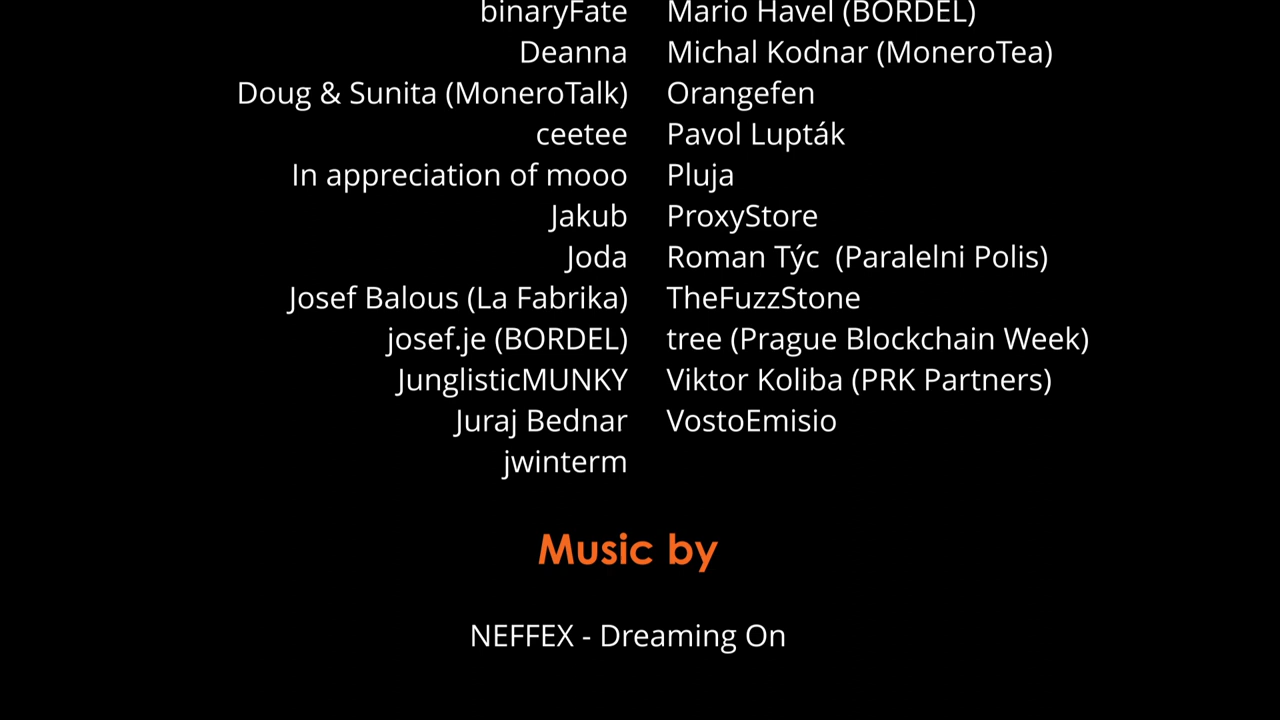 binaryFate Mario Havel (BORDEL)
Deanna Michal Kodnar (MoneroTea)
Doug & Sunita (MoneroTalk) Orangefen
ceetee Pavol Lupták
In appreciation of mooo Pluja
Jakub ProxyStore
Joda Roman Týc (Paralelni Polis)
Josef Balous (La Fabrika) TheFuzzStone
josef.je (BORDEL) tree (Prague Blockchain Week)
JunglisticMUNKY Viktor Koliba (PRK Partners)
Juraj Bednar VostoEmisio
jwinterm
Music by
NEFFEX - Dreaming On